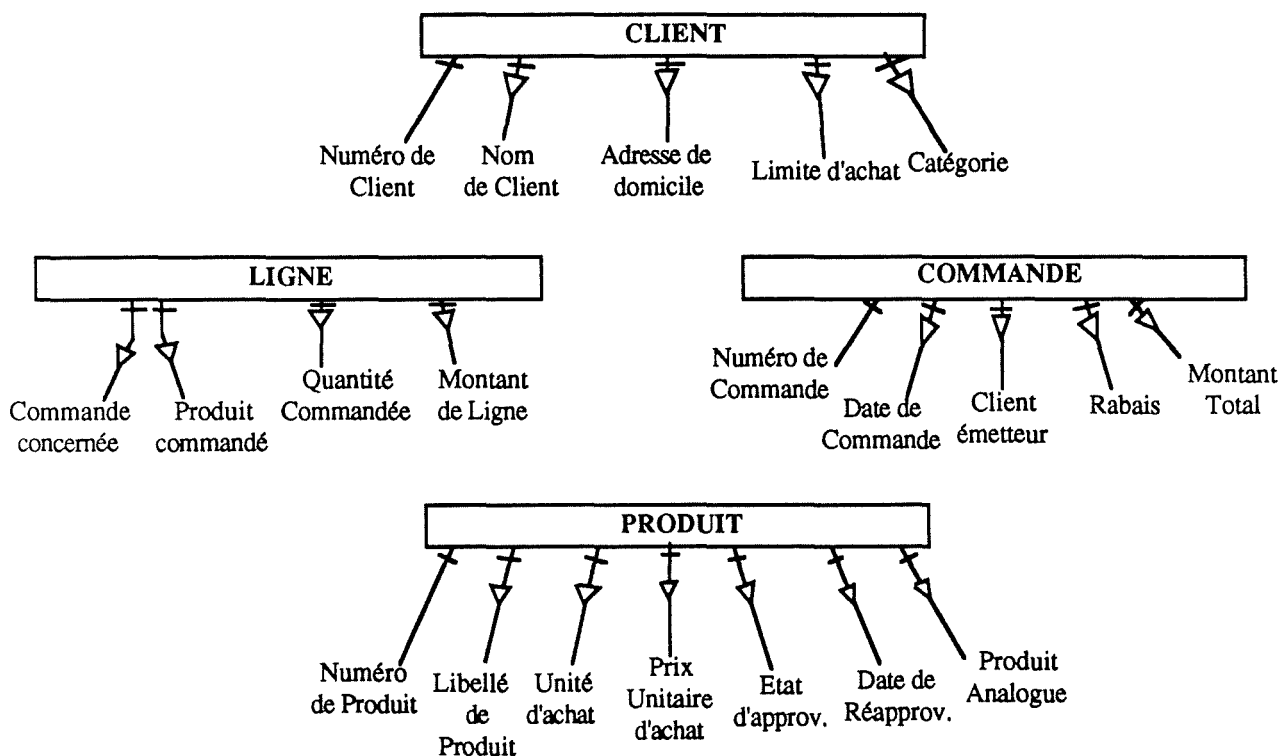 CLIENT
Numéro de
Client
Nom
de Client
Adresse de
domicile
Limite d'achat
Catégorie
LIGNE
Commande
concernée
Produit
commandé
Quantité
Commandée
Montant
de Ligne
COMMANDE
Numéro de
Commande
Date de
Commande
Client
émetteur
Rabais
Montant
Total
PRODUIT
Numéro
de Produit
Libellé
de
Produit
Unité
d'achat
Prix
Unitaire
d'achat
Etat
d'approv.
Date de
Réapprov.
Produit
Analogue